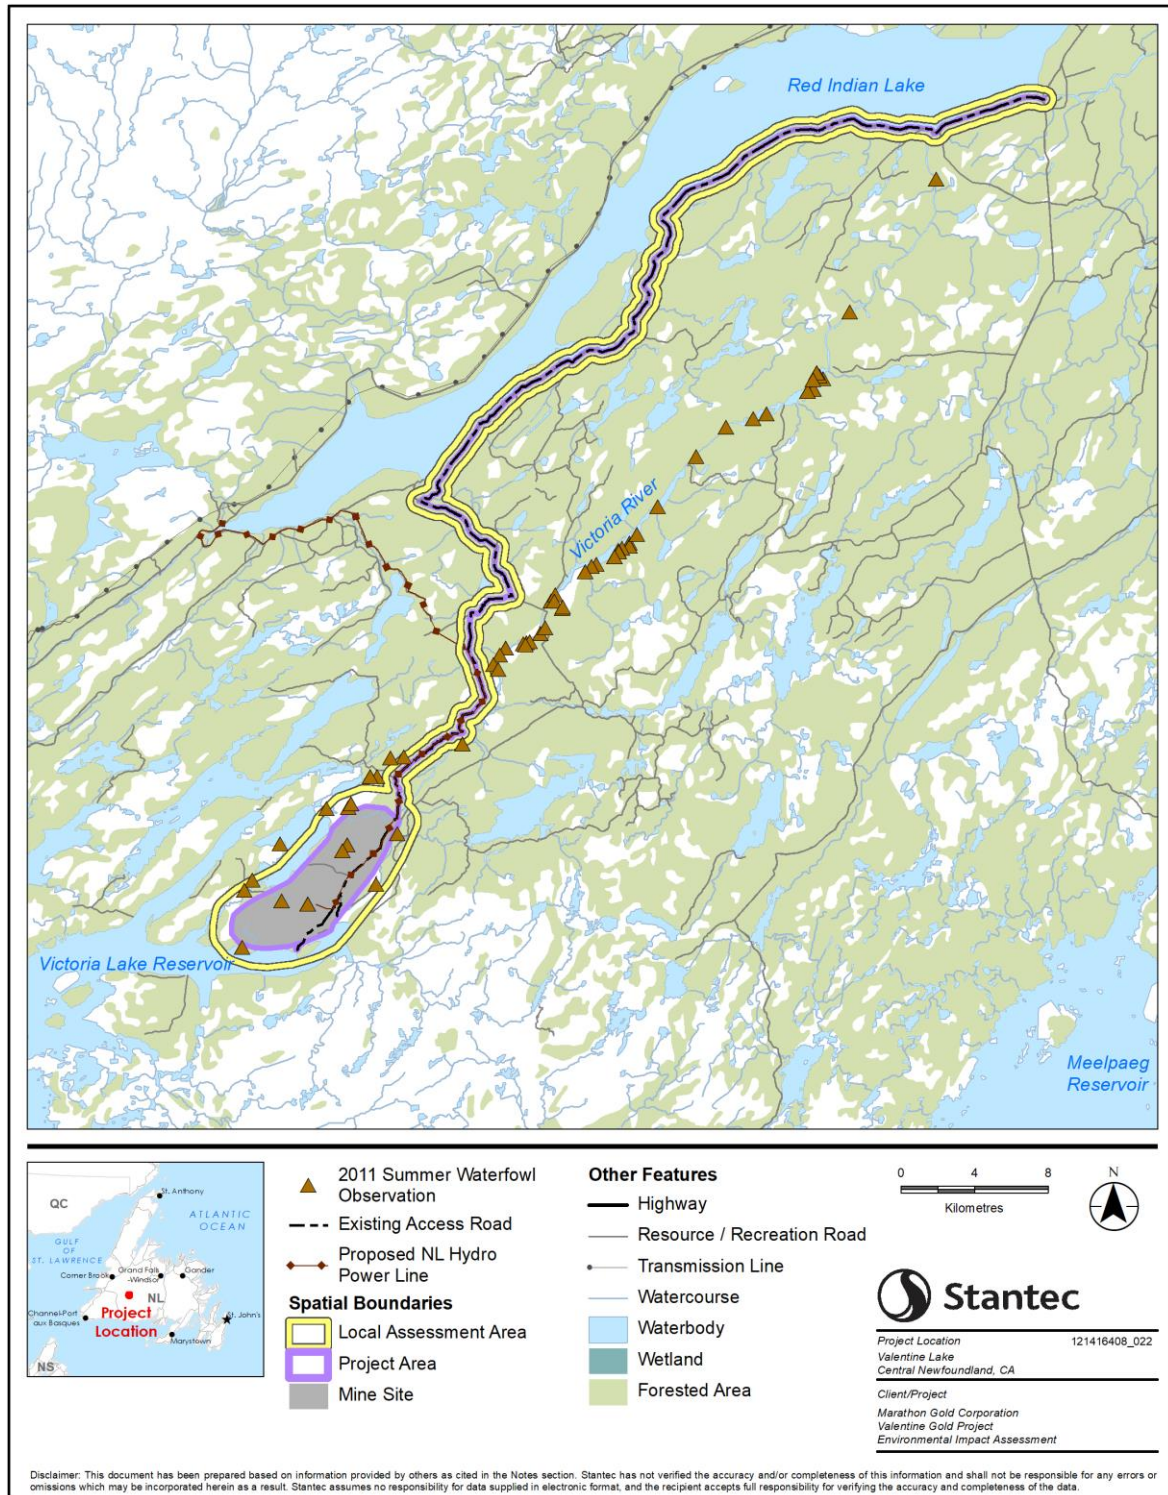 Red Indian Lake
Victoria River
Victoria Lake Reservoir
Meelpaeg
Reservoir
QC
St. Anthony
ATLANTIC
OCEAN
GULF
OF
ST. LAWRENCE
Corner Brook
Grand Falls
-Windsor
Gander
NL
Project
Location
Channel-Port
aux Basques
St. John's
Marystown
NS
2011 Summer Waterfowl
Observation
Existing Access Road
Proposed NL Hydro
Power Line
Spatial Boundaries
Local Assessment Area
Project Area
Mine Site
Other Features
Highway
Resource / Recreation Road
Transmission Line
Watercourse
Waterbody
Wetland
Forested Area
0 4 8
Kilometres
N
Stantec
Project Location 121416408_022
Valentine Lake
Central Newfoundland, CA
Client/Project
Marathon Gold Corporation
Valentine Gold Project
Environmental Impact Assessment
Disclaimer: This document has been prepared based on information provided by others as cited in the Notes section. Stantec has not verified the accuracy and/or completeness of this information and shall not be responsible for any errors or
omissions which may be incorporated herein as a result. Stantec assumes no responsibility for data supplied in electronic format, and the recipient accepts full responsibility for verifying the accuracy and completeness of the data.